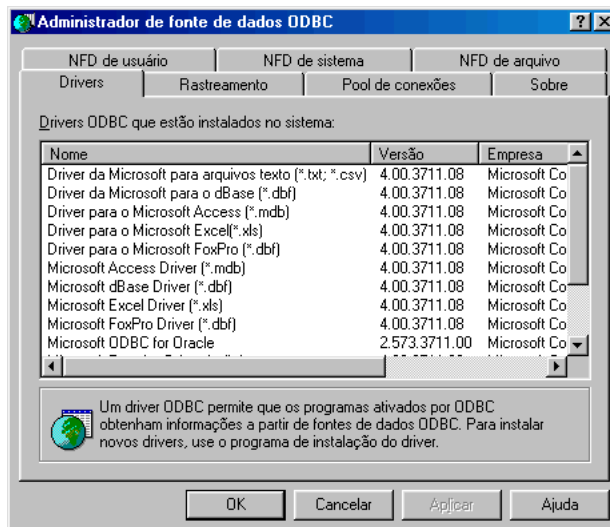 Administrador de fonte de dados ODBC
NFD de usuário NFD de sistema NFD de arquivo
Drivers Rastreamento Pool de conexões Sobre
Drivers ODBC que estão instalados no sistema:
Nome Versão Empresa
Driver da Microsoft para arquivos texto (*.txt; *.csv) 4.00.3711.08 Microsoft Co
Driver da Microsoft para o dBase (*.dbf) 4.00.3711.08 Microsoft Co
Driver para o Microsoft Access (*.mdb) 4.00.3711.08 Microsoft Co
Driver para o Microsoft Excel(*.xls) 4.00.3711.08 Microsoft Co
Driver para o Microsoft FoxPro (*.dbf) 4.00.3711.08 Microsoft Co
Microsoft Access Driver (*.mdb) 4.00.3711.08 Microsoft Co
Microsoft dBase Driver (*.dbf) 4.00.3711.08 Microsoft Co
Microsoft Excel Driver (*.xls) 4.00.3711.08 Microsoft Co
Microsoft FoxPro Driver (*.dbf) 4.00.3711.08 Microsoft Co
Microsoft ODBC for Oracle 2.573.3711.00 Microsoft Co
Um driver ODBC permite que os programas ativados por ODBC
obtenham informações a partir de fontes de dados ODBC. Para instalar
novos drivers, use o programa de instalação do driver.
OK Cancelar Aplicar Ajuda